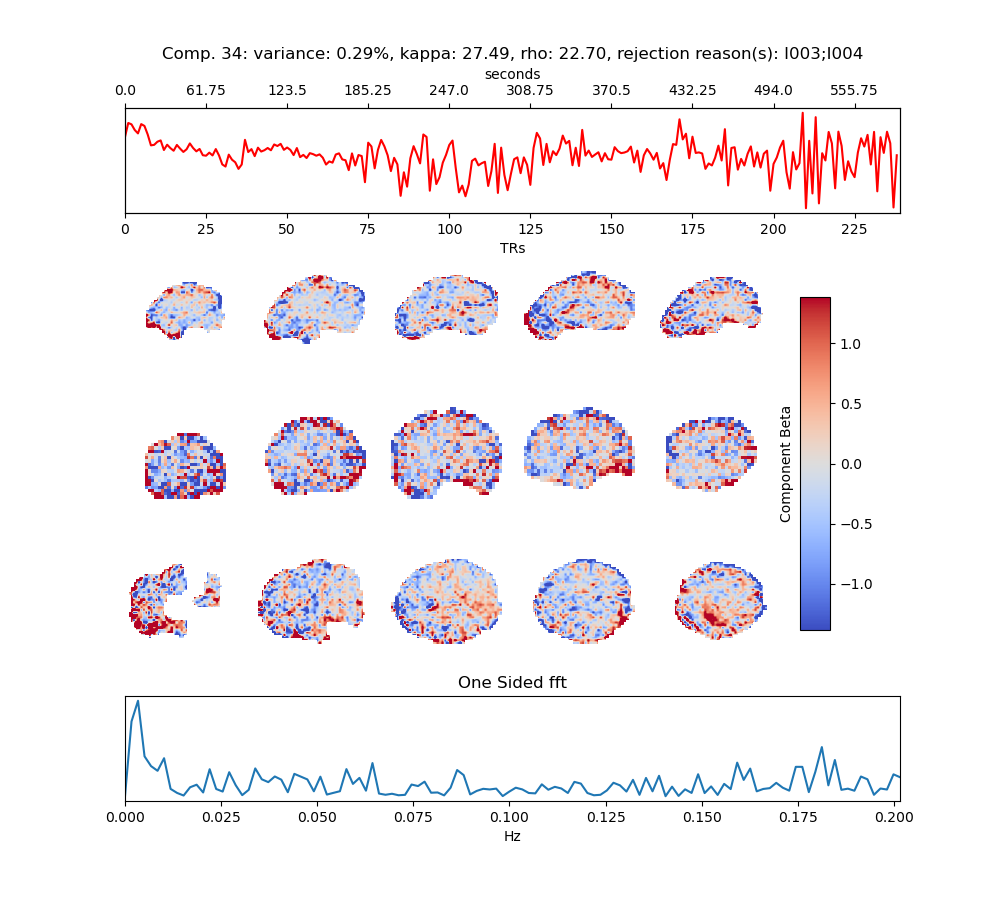 Comp. 34: variance: 0.29%, kappa: 27.49, rho: 22.70, rejection reason(s): I003;I004
seconds
0.0 61.75 123.5 185.25 247.0 308.75 370.5 432.25 494.0 555.75
0 25 50 75 100 125 150 175 200 225
TRs
1.0
0.5
0.0
−0.5
−1.0
Component Beta
One Sided fft
0.000 0.025 0.050 0.075 0.100 0.125 0.150 0.175 0.200
Hz